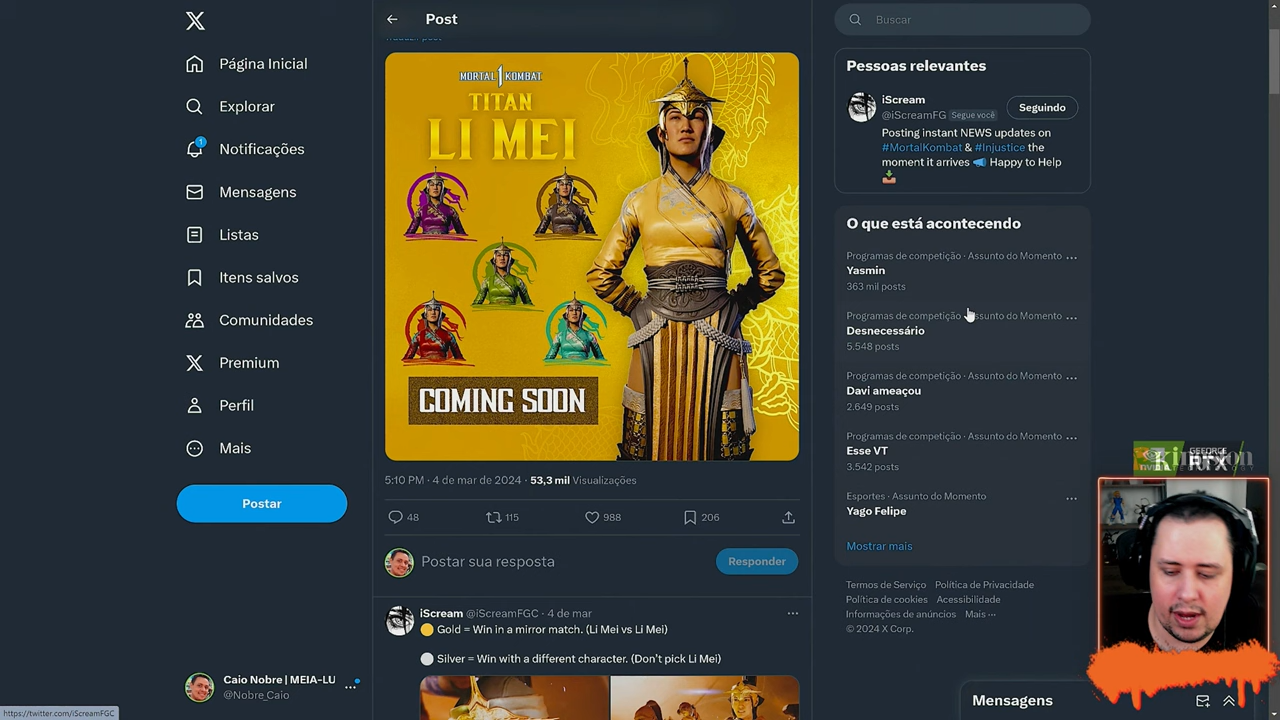 Post
Buscar
Página Inicial
Explorar
1
Notificações
Mensagens
Listas
Itens salvos
Comunidades
Premium
Perfil
Mais
Postar
Caio Nobre | MEIA-LU
@Nobre_Caio
https://twitter.com/iScreamFGC
MORTAL 1 KOMBAT
TITAN
LI MEI
COMING SOON
5:10 PM · 4 de mar de 2024 · 53,3 mil Visualizações
48 115 988 206
Postar sua resposta
Responder
iScream @iScreamFGC · 4 de mar
Gold = Win in a mirror match. (Li Mei vs Li Mei)
Silver = Win with a different character. (Don't pick Li Mei)
Pessoas relevantes
iScream
@iScreamFG Segue você
Seguindo
Posting instant NEWS updates on
#MortalKombat & #Injustice the
moment it arrives 📣 Happy to Help
O que está acontecendo
Programas de competição · Assunto do Momento
Yasmin
363 mil posts
Programas de competição · Assunto do Momento
Desnecessário
5.548 posts
Programas de competição · Assunto do Momento
Davi ameaçou
2.649 posts
Programas de competição · Assunto do Momento
Esse VT
3.542 posts
Esportes · Assunto do Momento
Yago Felipe
Mostrar mais
Termos de Serviço Política de Privacidade
Política de cookies Acessibilidade
Informações de anúncios Mais ···
© 2024 X Corp.
GEFORCE
RTX
Mensagens